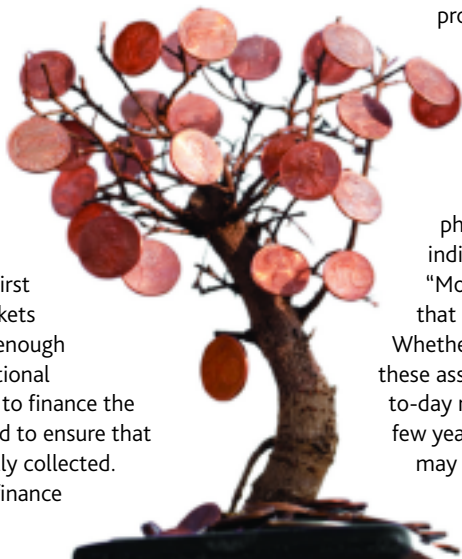 irst
kets
enough
tional
to finance the
d to ensure that
ly collected.
inance
pro
ph
indi
"Mo
that
Whethe
these ass
to-day r
few yea
may